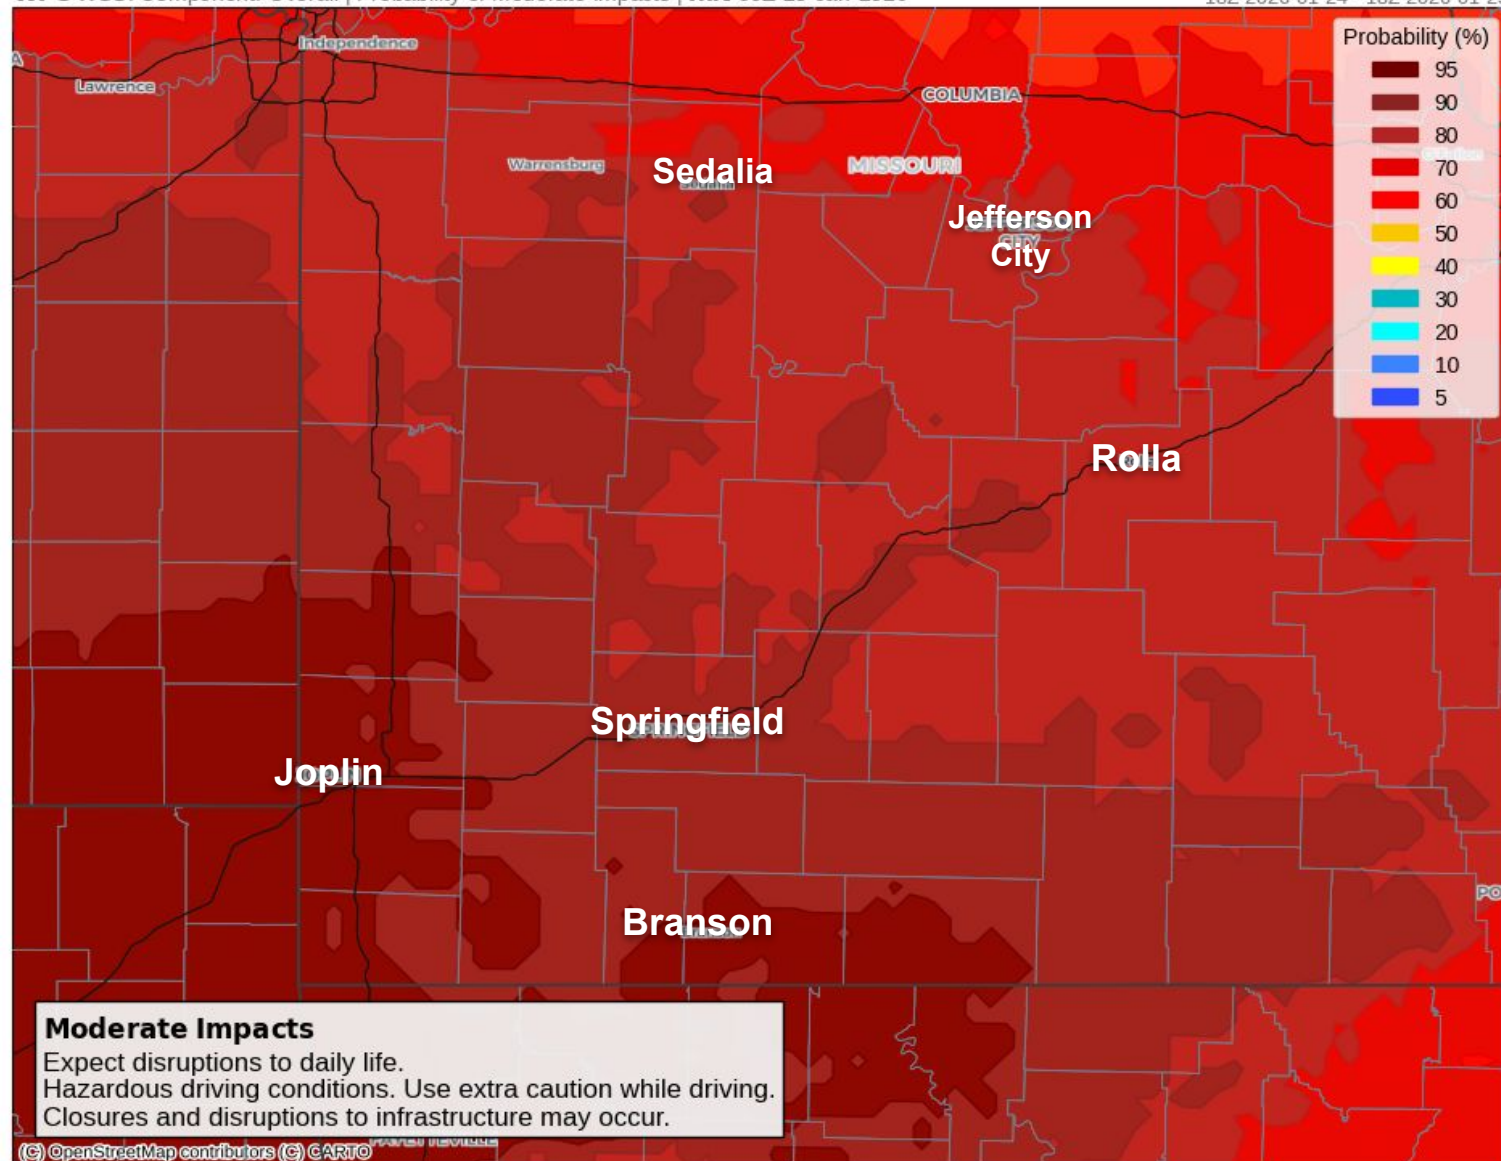 Independence
Lawrence
COLUMBIA
Warrensburg
MISSOURI
Sedalia
Jefferson
City
Rolla
Springfield
Joplin
Branson
Probability (%)
95
90
80
70
60
50
40
30
20
10
5
PO
Moderate Impacts
Expect disruptions to daily life.
Hazardous driving conditions. Use extra caution while driving.
Closures and disruptions to infrastructure may occur.
FAYETTEVILLE
(C) OpenStreetMap contributors (C) CARTO